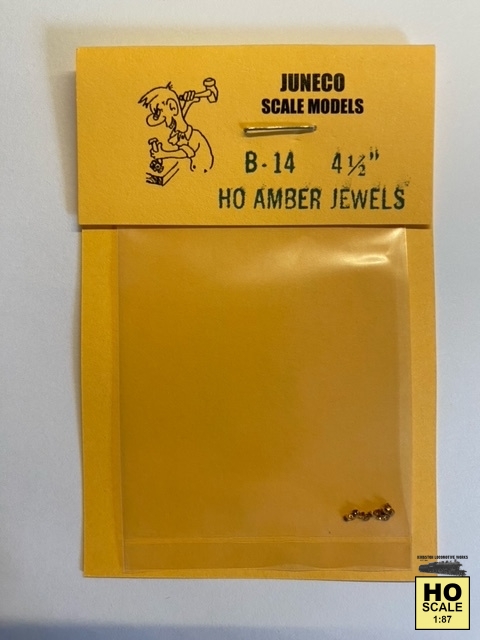 JUNECO
SCALE MODELS
B-14 4½"
HO AMBER JEWELS
HO
SCALE
1:87